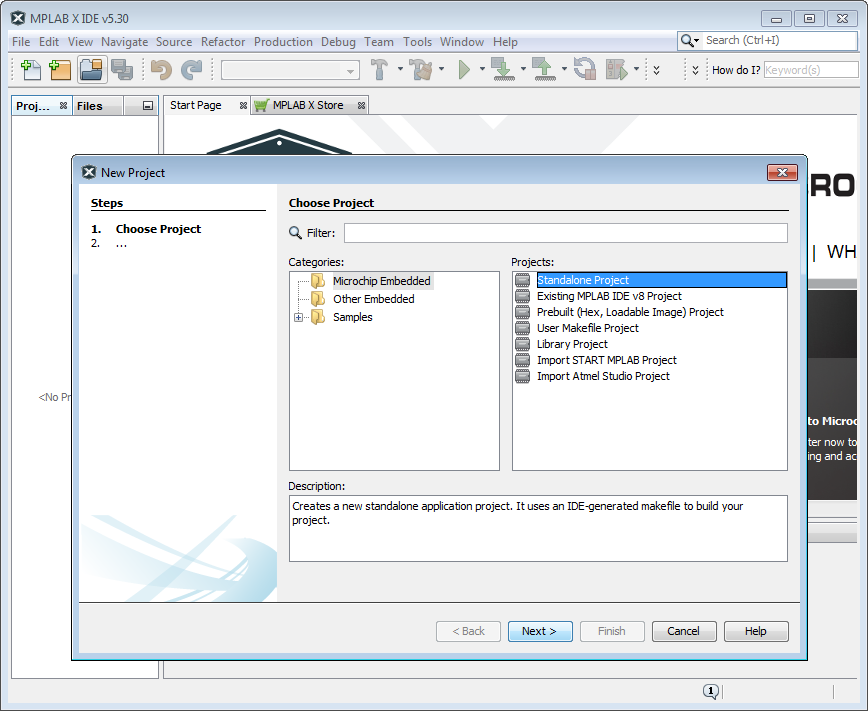 MPLAB X IDE v5.30
File Edit View Navigate Source Refactor Production Debug Team Tools Window Help
Search (Ctrl+I)
How do I? Keyword(s)
Proj... Files
Start Page MPLAB X Store
RO
WH
<No Pr
to Microc
ter now to
ing and ac
New Project
Steps
1. Choose Project
2. ...
Choose Project
Filter:
Categories:
Microchip Embedded
Other Embedded
Samples
Projects:
Standalone Project
Existing MPLAB IDE v8 Project
Prebuilt (Hex, Loadable Image) Project
User Makefile Project
Library Project
Import START MPLAB Project
Import Atmel Studio Project
Description:
Creates a new standalone application project. It uses an IDE-generated makefile to build your
project.
< Back Next > Finish Cancel Help
1